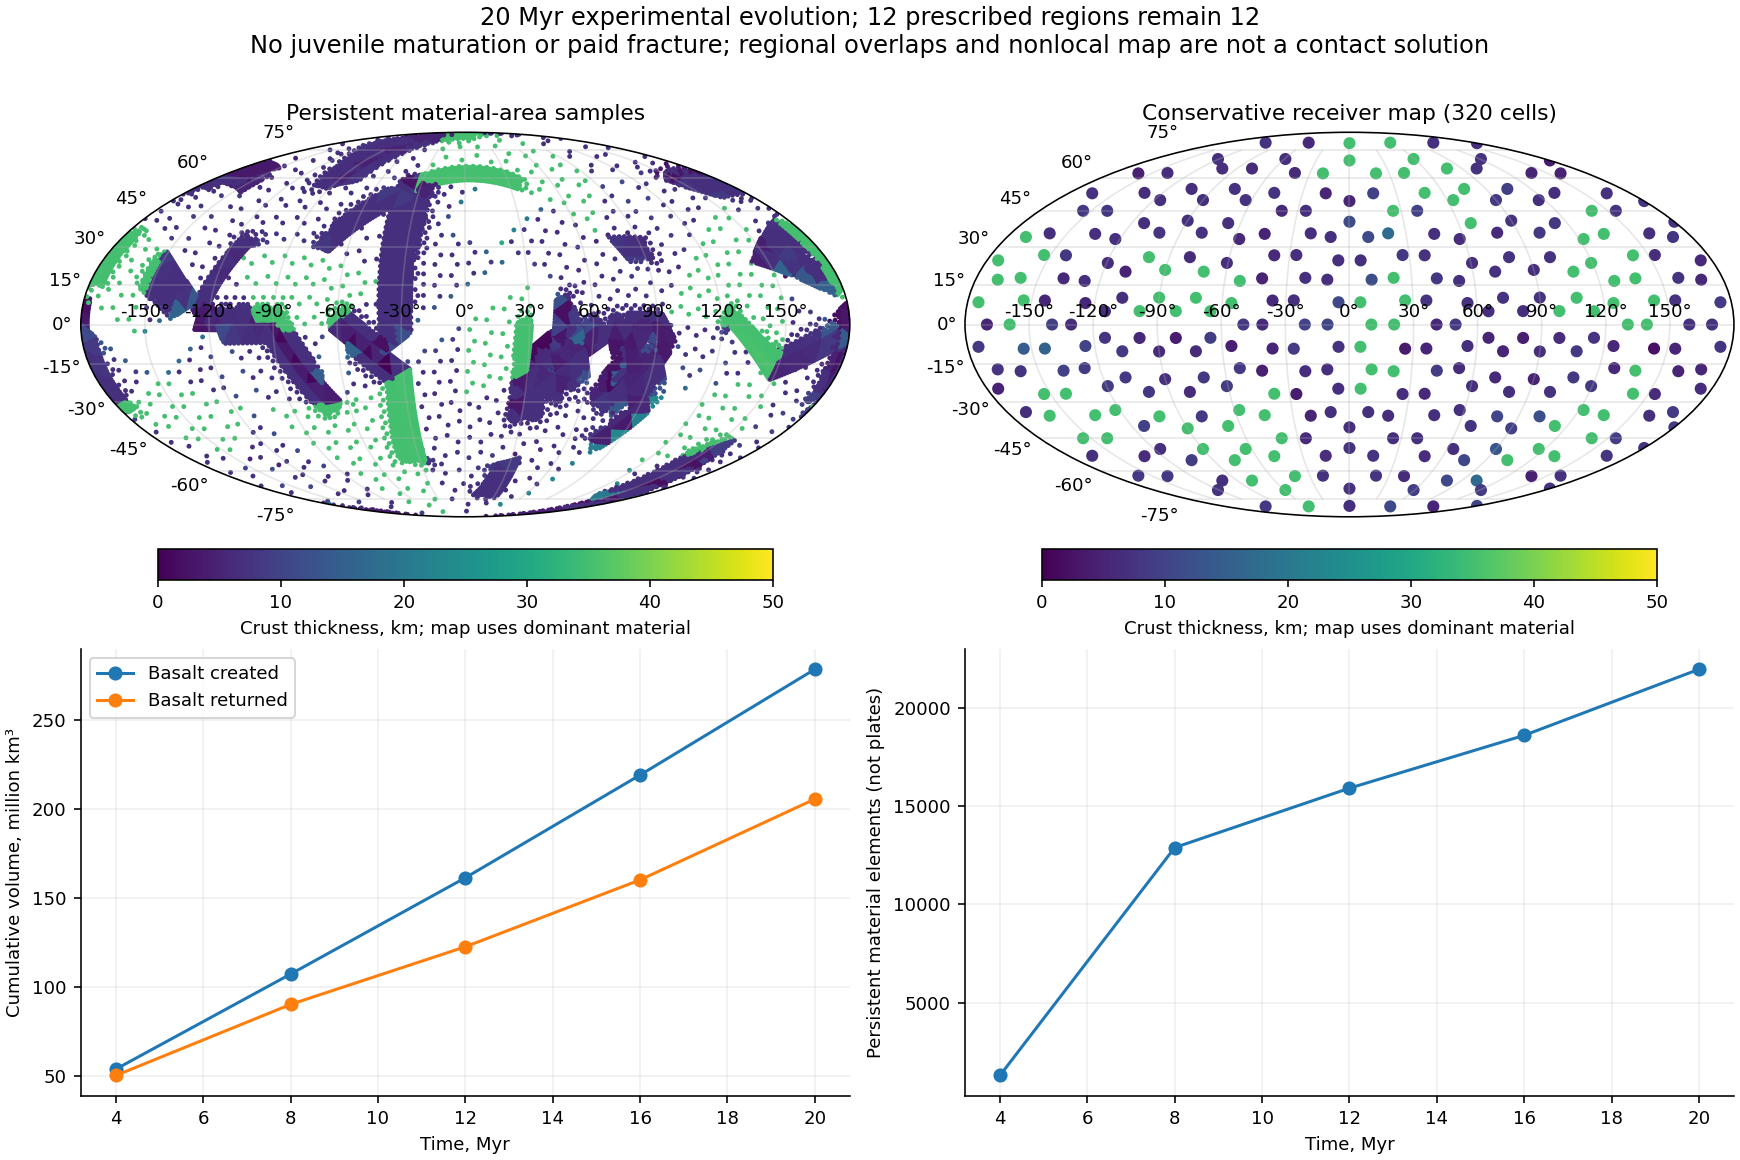 20 Myr experimental evolution; 12 prescribed regions remain 12
No juvenile maturation or paid fracture; regional overlaps and nonlocal map are not a contact solution
Persistent material-area samples
75°
60°
45°
30°
15°
0°
-15°
-30°
-45°
-60°
-75°
-150° -120° -90° -60° -30° 0° 30° 60° 90° 120° 150°
0 10 20 30 40 50
Crust thickness, km; map uses dominant material
Conservative receiver map (320 cells)
75°
60°
45°
30°
15°
0°
-15°
-30°
-45°
-60°
-75°
-150° -120° -90° -60° -30° 0° 30° 60° 90° 120° 150°
0 10 20 30 40 50
Crust thickness, km; map uses dominant material
Cumulative volume, million km³
250
200
150
100
50
Basalt created
Basalt returned
4 6 8 10 12 14 16 18 20
Time, Myr
Persistent material elements (not plates)
20000
15000
10000
5000
4 6 8 10 12 14 16 18 20
Time, Myr